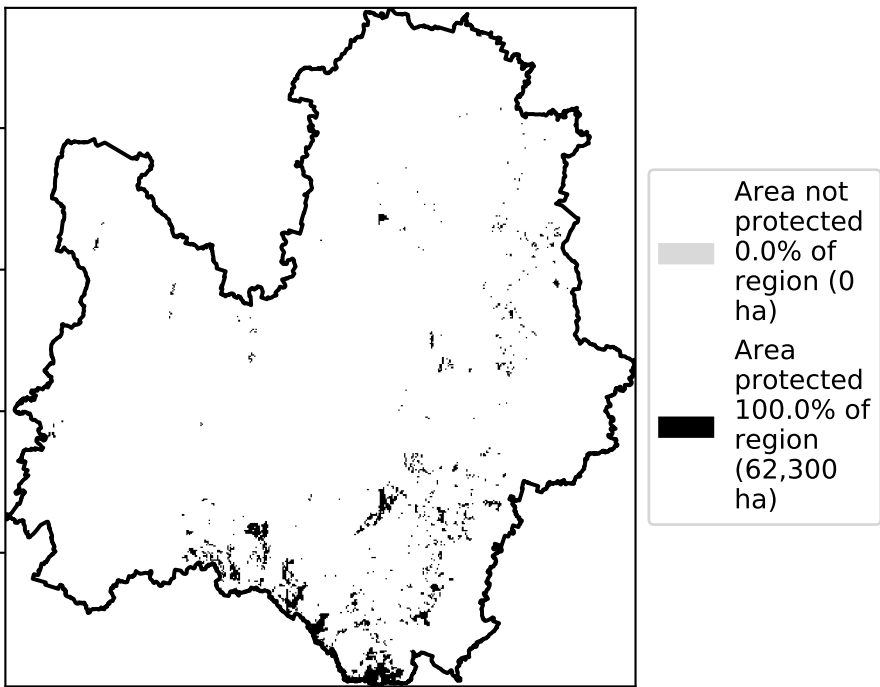 Area not
protected
0.0% of
region (0
ha)
Area
protected
100.0% of
region
(62,300
ha)